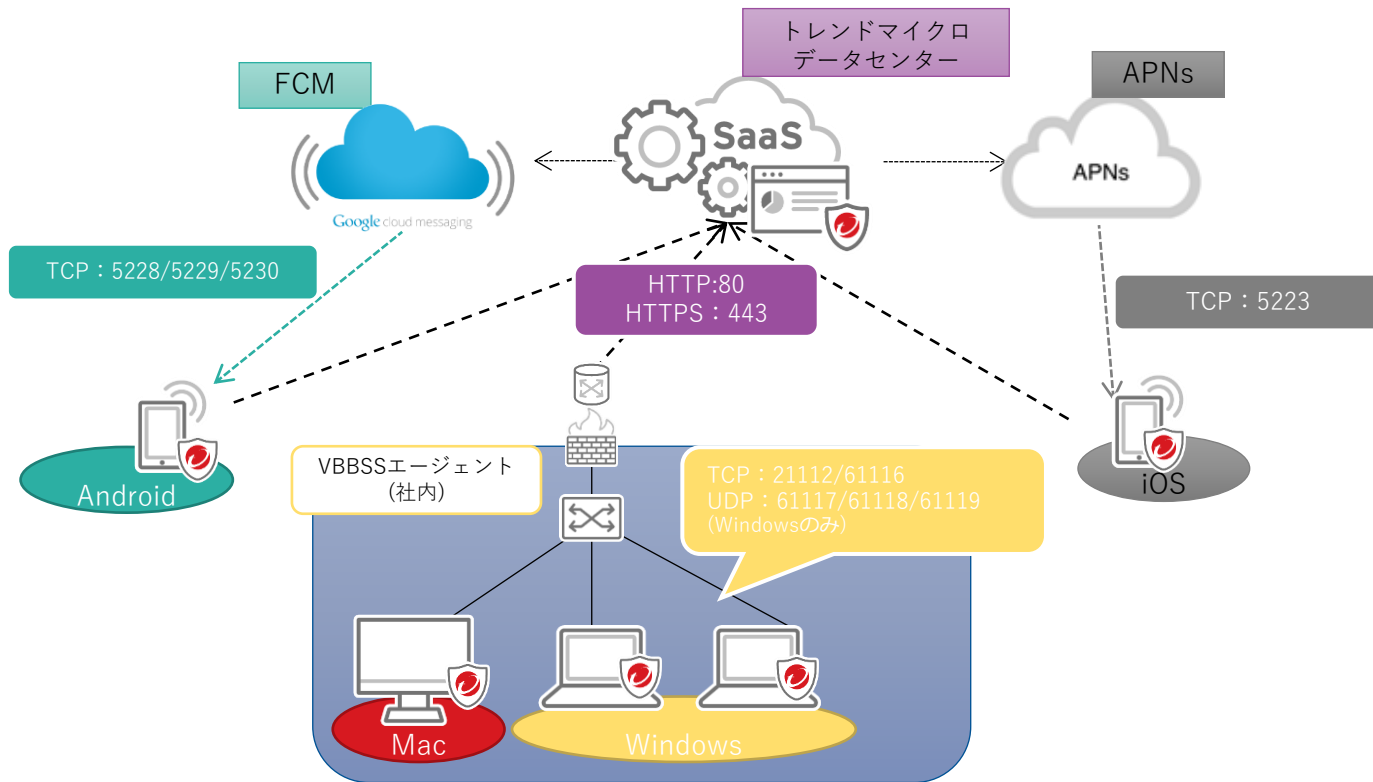 トレンドマイクロ
データセンター
FCM
APNs
SaaS
APNs
Google cloud messaging
TCP：5228/5229/5230
HTTP:80
HTTPS：443
TCP：5223
VBBSSエージェント
(社内)
TCP：21112/61116
UDP：61117/61118/61119
(Windowsのみ)
Android
iOS
Mac
Windows